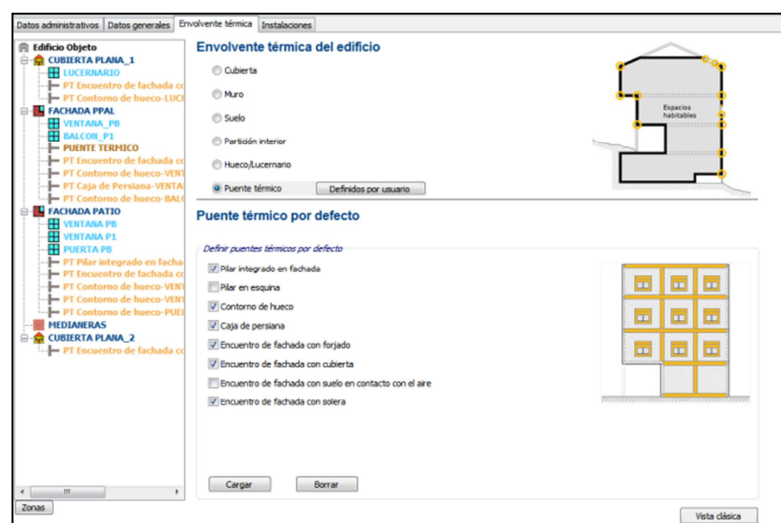 Datos administrativos Datos generales Envolvente térmica Instalaciones
Edificio Objeto
CUBIERTA PLANA_1
LUCERNARIO
PT Encuentro de fachada co
PT Contorno de hueco-LUCI
FACHADA PPAL
VENTANA_PB
BALCON_P1
PUENTE TERMICO
PT Encuentro de fachada co
PT Contorno de hueco-VENT
PT Caja de Persiana-VENTA
PT Contorno de hueco-BAL
FACHADA PATIO
VENTANA PB
VENTANA P1
PUERTA PB
PT Pilar integrado en facha
PT Encuentro de fachada co
PT Contorno de hueco-VENT
PT Contorno de hueco-VENT
PT Contorno de hueco-PUE
MEDIANERAS
CUBIERTA PLANA_2
PT Encuentro de fachada co
Zonas
Envolvente térmica del edificio
Cubierta
Muro
Suelo
Partición interior
Hueco/Lucernario
Puente térmico Definidos por usuario
Espacios
habitables
Puente térmico por defecto
Definir puentes térmicos por defecto
Pilar integrado en fachada
Pilar en esquina
Contorno de hueco
Caja de persiana
Encuentro de fachada con forjado
Encuentro de fachada con cubierta
Encuentro de fachada con suelo en contacto con el aire
Encuentro de fachada con solera
Cargar Borrar
Vista clásica